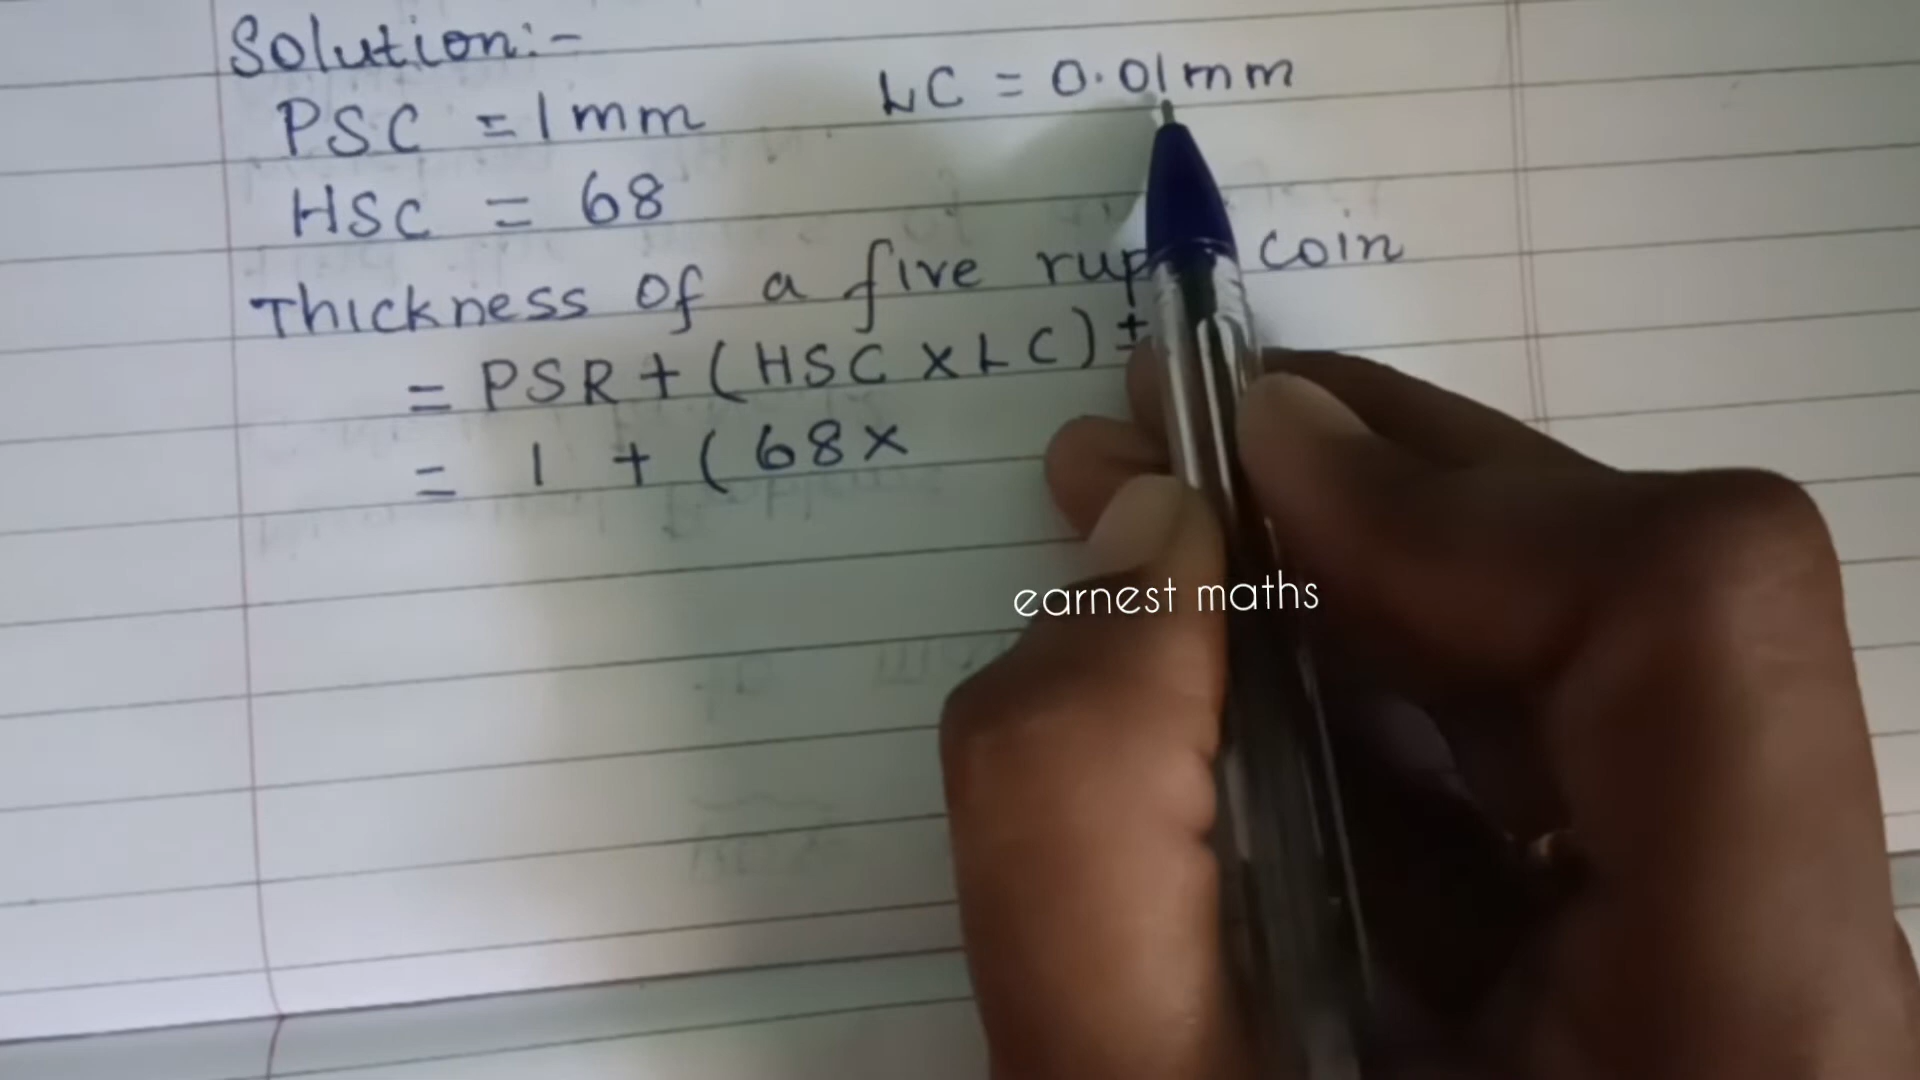 Solution:-
PSC = 1mm LC = 0.01mm
HSC = 68
Thickness of a five coin
= PSR + (HSC X LC) ±
= 1 + ( 68 X
earnest maths